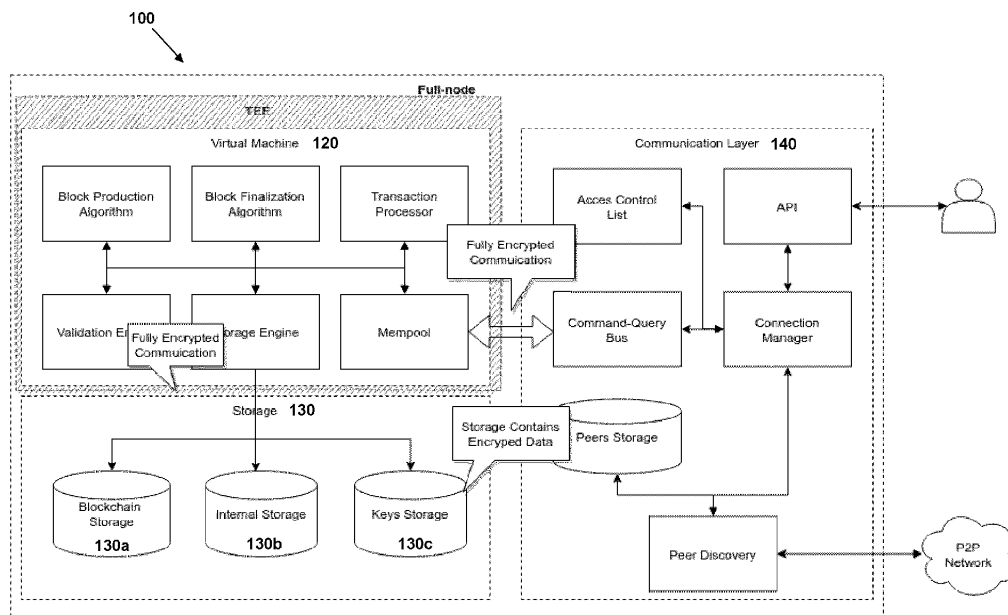 100
Full-node
TEE
Virtual Machine 120
Communication Layer 140
Block Production
Algorithm
Block Finalization
Algorithm
Transaction
Processor
Acces Control
List
API
Fully Encrypted
Commuication
Validation
Storage Engine
Mempool
Command-Query
Bus
Connection
Manager
Fully Encrypted
Commuication
Storage 130
Storage Contains
Encryped Data
Peers Storage
Blockchain
Storage
130a
Internal Storage
130b
Keys Storage
130c
Peer Discovery
P2P
Network